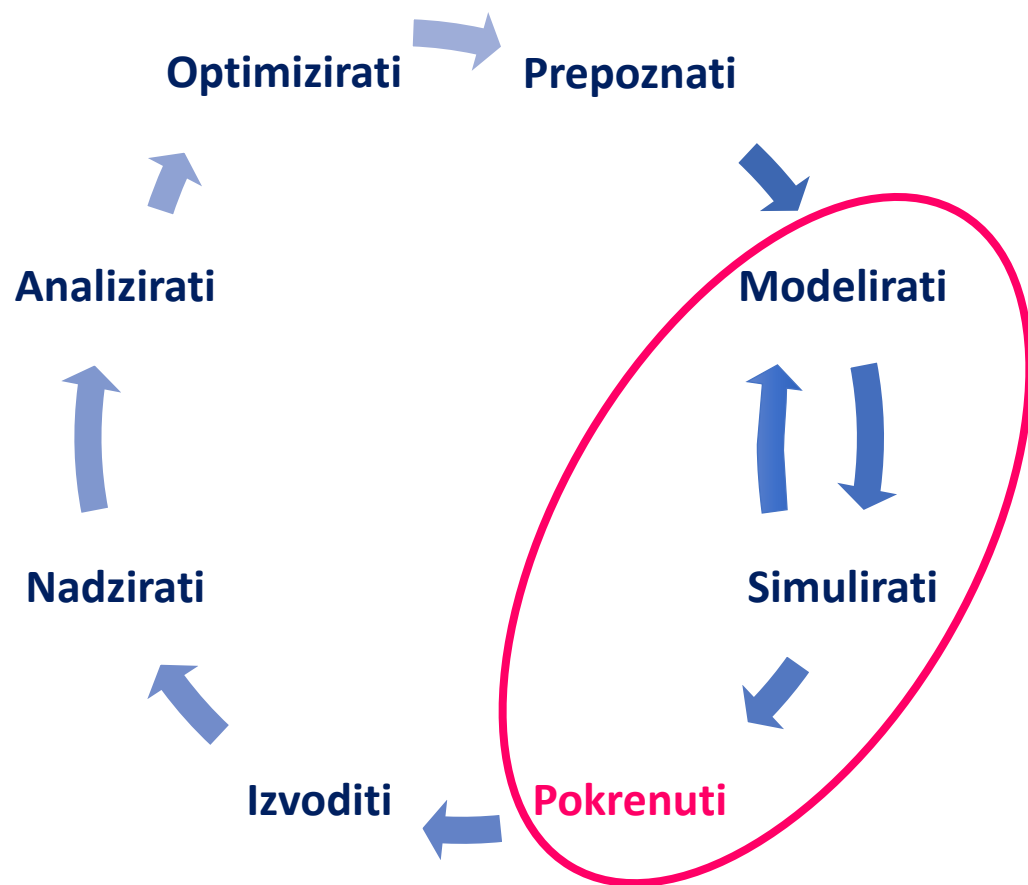 Optimizirati
Prepoznati
Analizirati
Modelirati
Nadzirati
Simulirati
Izvoditi
Pokrenuti